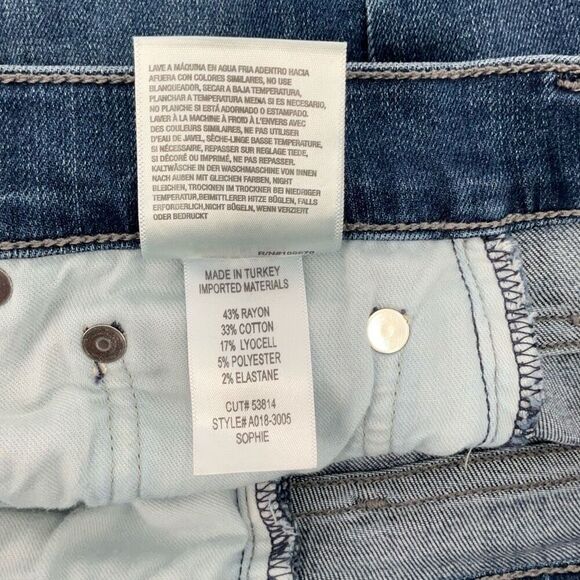 LAVE A MÁQUINA EN AGUA FRIA ADENTRO HACIA
AFUERA CON COLORES SIMILARES, NO USE
BLANQUEADOR, SECAR A BAJA TEMPERATURA,
PLANCHAR A TEMPERATURA MEDIA SI ES NECESARIO,
NO PLANCHE SI ESTÁ ADORNADO O ESTAMPADO
LAVER À LA MACHINE À FROID À L'ENVERS AVEC
DES COULEURS SIMILAIRES, NE PAS UTILISER
D'EAU DE JAVEL, SÈCHE-LINGE BASSE TEMPÉRATURE,
SI NÉCESSAIRE, REPASSER SUR REGLAGE TIEDE,
SI DÉCORÉ OU IMPRIMÉ, NE PAS REPASSER.
KALTWÄSCHE IN DER WASCHMASCHINE VON INNEN
NACH AUßEN MIT GLEICHEN FARBEN, NIGHT
BLEICHEN, TROCKNEN IM TROCKNER BEI NIEDRIGER
TEMPERATUR,BEIMITTLERER HITZE BÜGELN, FALLS
ERFORDERLICH,NICHT BÜGELN, WENN VERZIERT
ODER BEDRUCKT
MADE IN TURKEY
IMPORTED MATERIALS
43% RAYON
33% COTTON
17% LYOCELL
5% POLYESTER
2% ELASTANE
CUT# 53814
STYLE# A018-3005
SOPHIE